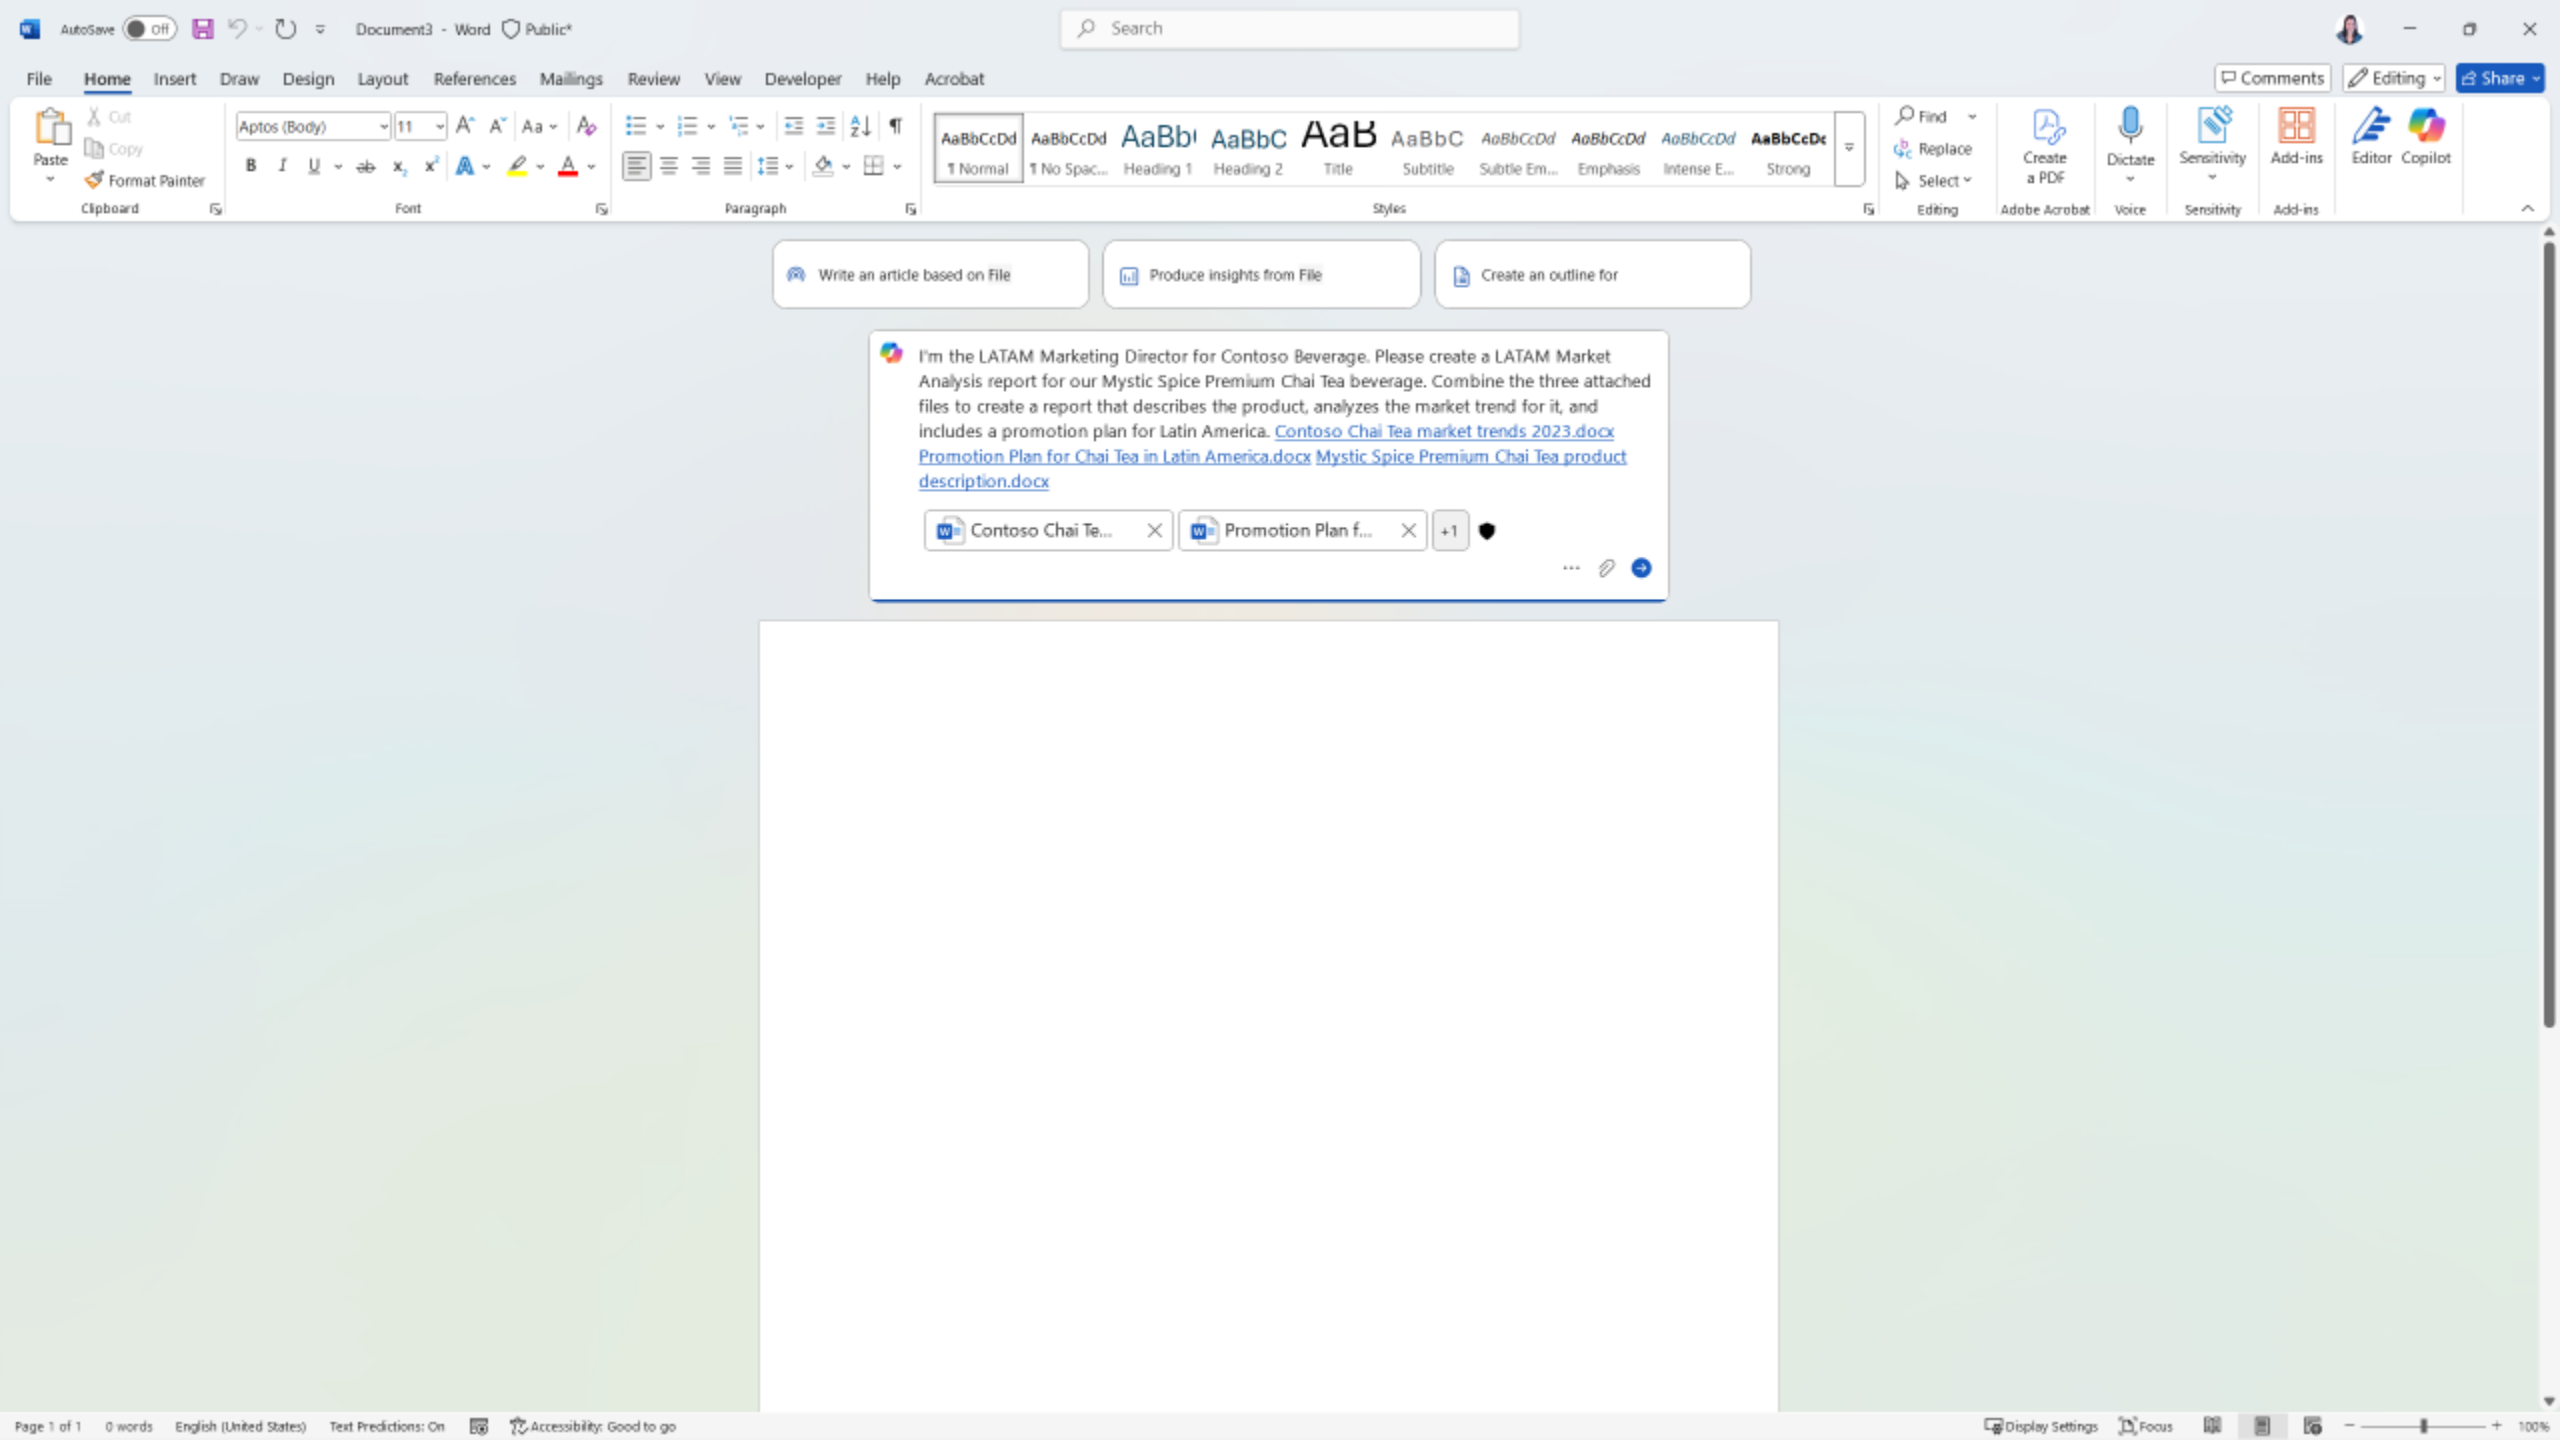 AutoSave Off Document3 - Word Public* Search
File Home Insert Draw Design Layout References Mailings Review View Developer Help Acrobat Comments Editing Share
Paste
Cut
Copy
Format Painter
Clipboard
Aptos (Body) 11
Font
Paragraph
AaBbCcDd AaBbCcDd AaBb AaBbC AaB AaBbC AaBbCcDd AaBbCcDd AaBbCcDd AaBbCcDc
¶ Normal ¶ No Spac... Heading 1 Heading 2 Title Subtitle Subtle Em... Emphasis Intense E... Strong
Styles
Find
Replace
Select
Editing
Create
a PDF
Adobe Acrobat
Dictate
Voice
Sensitivity
Sensitivity
Add-ins
Add-ins
Editor Copilot
Write an article based on File
Produce insights from File
Create an outline for
I'm the LATAM Marketing Director for Contoso Beverage. Please create a LATAM Market
Analysis report for our Mystic Spice Premium Chai Tea beverage. Combine the three attached
files to create a report that describes the product, analyzes the market trend for it, and
includes a promotion plan for Latin America. Contoso Chai Tea market trends 2023.docx
Promotion Plan for Chai Tea in Latin America.docx Mystic Spice Premium Chai Tea product
description.docx
Contoso Chai Te... Promotion Plan f... +1
Page 1 of 1 0 words English (United States) Text Predictions: On Accessibility: Good to go Display Settings Focus 100%